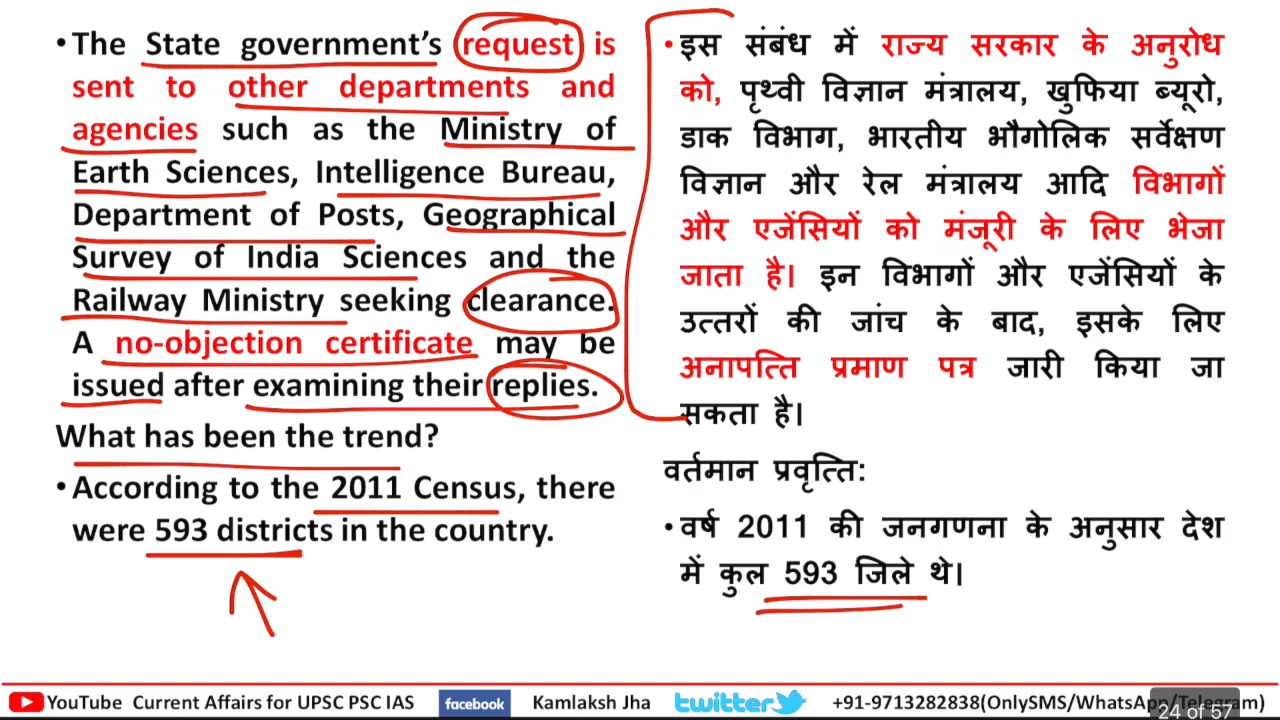 • The State government's request is
sent to other departments and
agencies such as the Ministry of
Earth Sciences, Intelligence Bureau,
Department of Posts, Geographical
Survey of India Sciences and the
Railway Ministry seeking clearance.
A no-objection certificate may be
issued after examining their replies.
What has been the trend?
• According to the 2011 Census, there
were 593 districts in the country.
• इस संबंध में राज्य सरकार के अनुरोध
को, पृथ्वी विज्ञान मंत्रालय, खुफिया ब्यूरो,
डाक विभाग, भारतीय भौगोलिक सर्वेक्षण
विज्ञान और रेल मंत्रालय आदि विभागों
और एजेंसियों को मंजूरी के लिए भेजा
जाता है। इन विभागों और एजेंसियों के
उत्तरों की जांच के बाद, इसके लिए
अनापत्ति प्रमाण पत्र जारी किया जा
सकता है।
वर्तमान प्रवृत्ति:
• वर्ष 2011 की जनगणना के अनुसार देश
में कुल 593 जिले थे।
YouTube Current Affairs for UPSC PSC IAS facebook Kamlaksh Jha twitter +91-9713282838(OnlySMS/WhatsApp/Telegram)
24 of 57